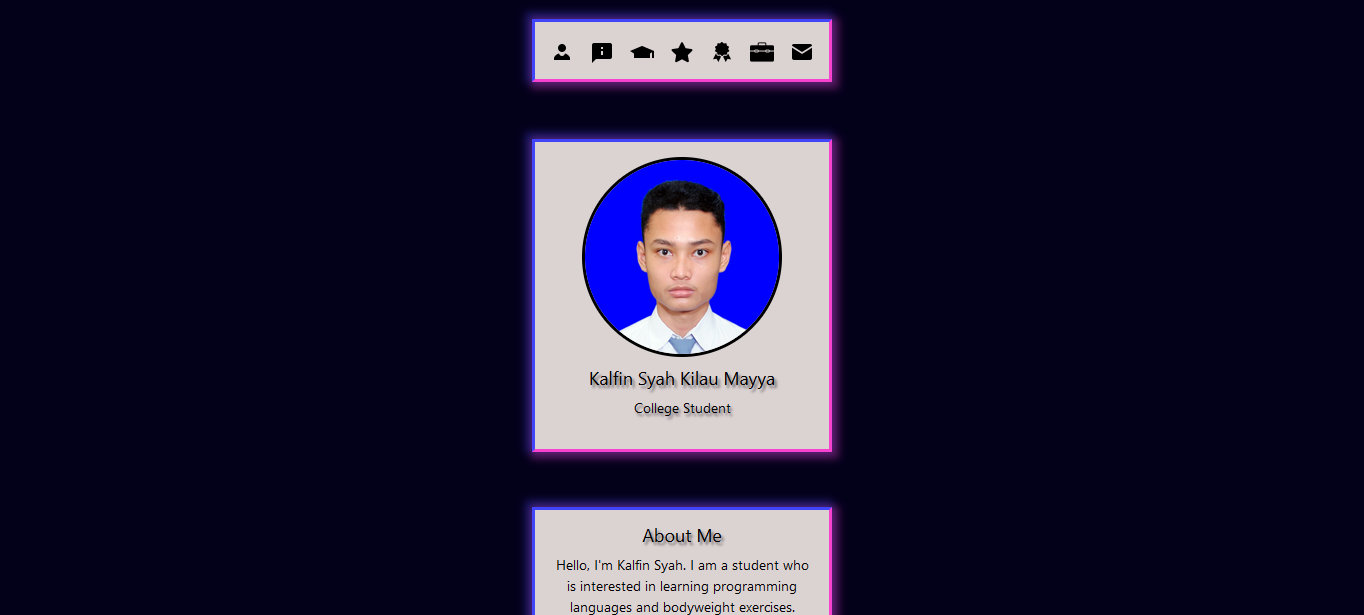 Kalfin Syah Kilau Mayya
College Student
About Me
Hello, I'm Kalfin Syah. I am a student who
is interested in learning programming
languages and bodyweight exercises.